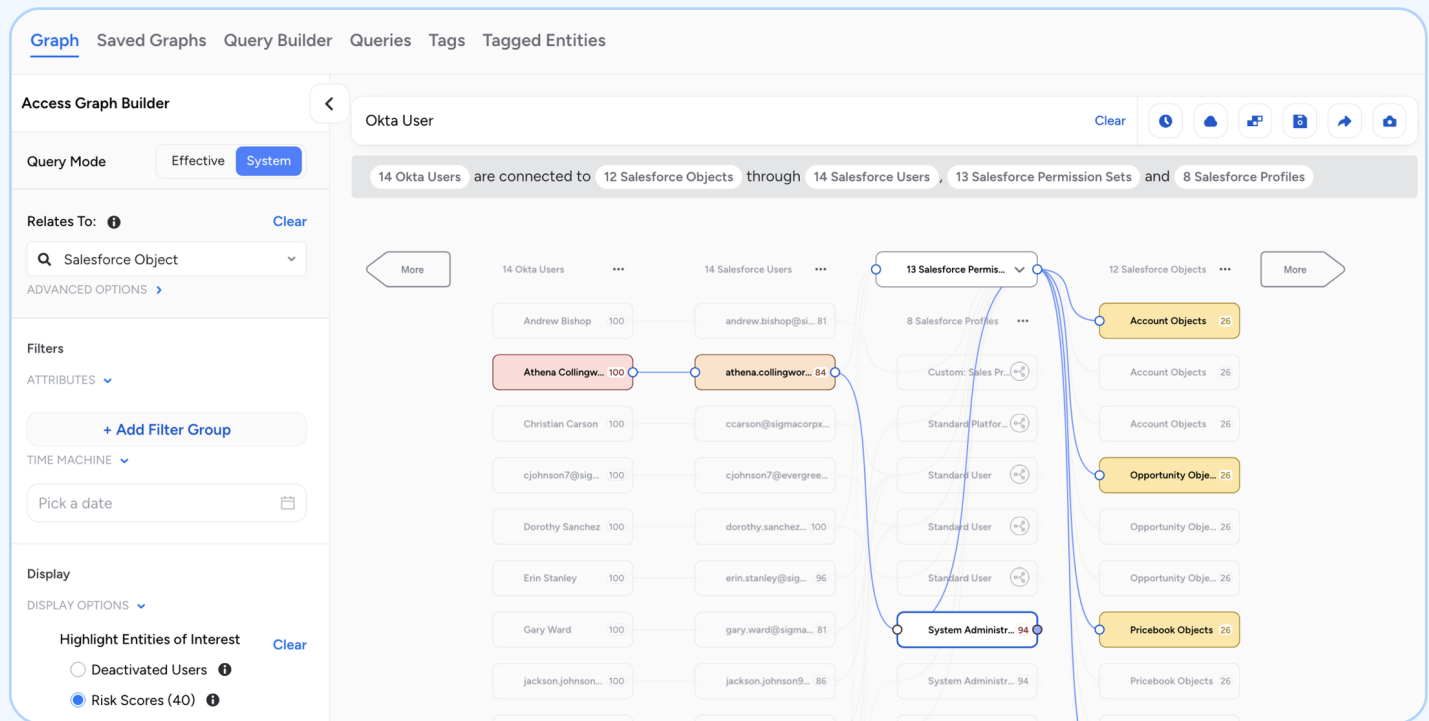 Graph Saved Graphs Query Builder Queries Tags Tagged Entities
Access Graph Builder
Query Mode Effective System
Relates To: Clear
Salesforce Object
ADVANCED OPTIONS
Filters
ATTRIBUTES
+ Add Filter Group
TIME MACHINE
Pick a date
Display
DISPLAY OPTIONS
Highlight Entities of Interest Clear
Deactivated Users
Risk Scores (40)
Okta User Clear
14 Okta Users are connected to 12 Salesforce Objects through 14 Salesforce Users , 13 Salesforce Permission Sets and 8 Salesforce Profiles
More 14 Okta Users ... 14 Salesforce Users ... 13 Salesforce Permis... 12 Salesforce Objects ... More
Andrew Bishop 100 andrew.bishop@si... 81 8 Salesforce Profiles ... Account Objects 26
Athena Collingw... 100 athena.collingwor... 84 Custom: Sales Pr... Account Objects 26
Christian Carson 100 ccarson@sigmacorpx... Standard Platfor... Account Objects 26
cjohnson7@sig... 100 cjohnson7@evergree... Standard User Opportunity Obje... 26
Dorothy Sanchez 100 dorothy.sanchez... 100 Standard User Opportunity Obje... 26
Erin Stanley 100 erin.stanley@sig... 96 Standard User Opportunity Obje... 26
Gary Ward 100 gary.ward@sigma... 81 System Administr... 94 Pricebook Objects 26
jackson.johnson... 100 jackson.johnson9... 86 System Administr... 94 Pricebook Objects 26